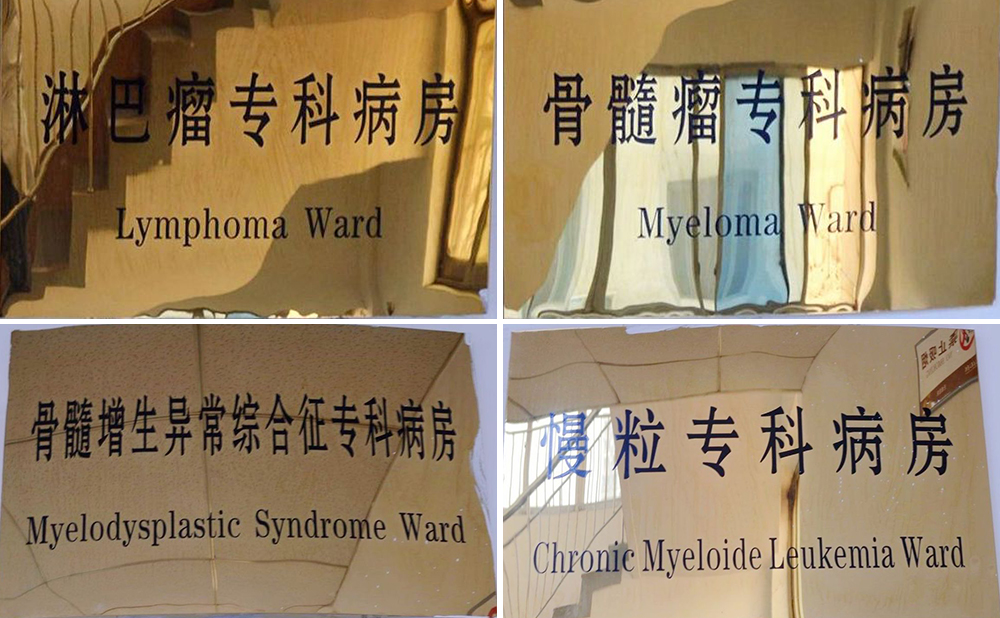 淋巴瘤专科病房
Lymphoma Ward
骨髓瘤专科病房
Myeloma Ward
骨髓增生异常综合征专科病房
Myelodysplastic Syndrome Ward
慢粒专科病房
Chronic Myeloide Leukemia Ward